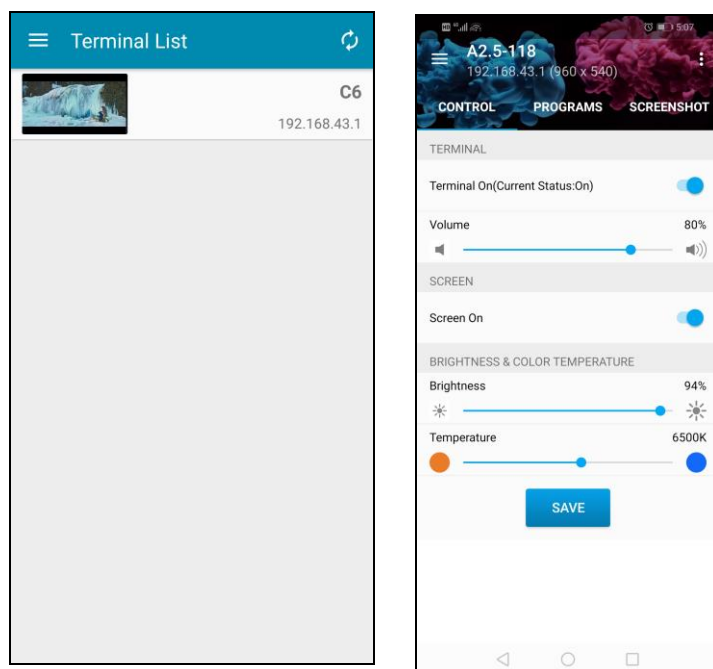 Terminal List
C6
192.168.43.1
5:07
A2.5-118
192.168.43.1 (960 x 540)
CONTROL PROGRAMS SCREENSHOT
TERMINAL
Terminal On(Current Status:On)
Volume 80%
SCREEN
Screen On
BRIGHTNESS & COLOR TEMPERATURE
Brightness 94%
Temperature 6500K
SAVE